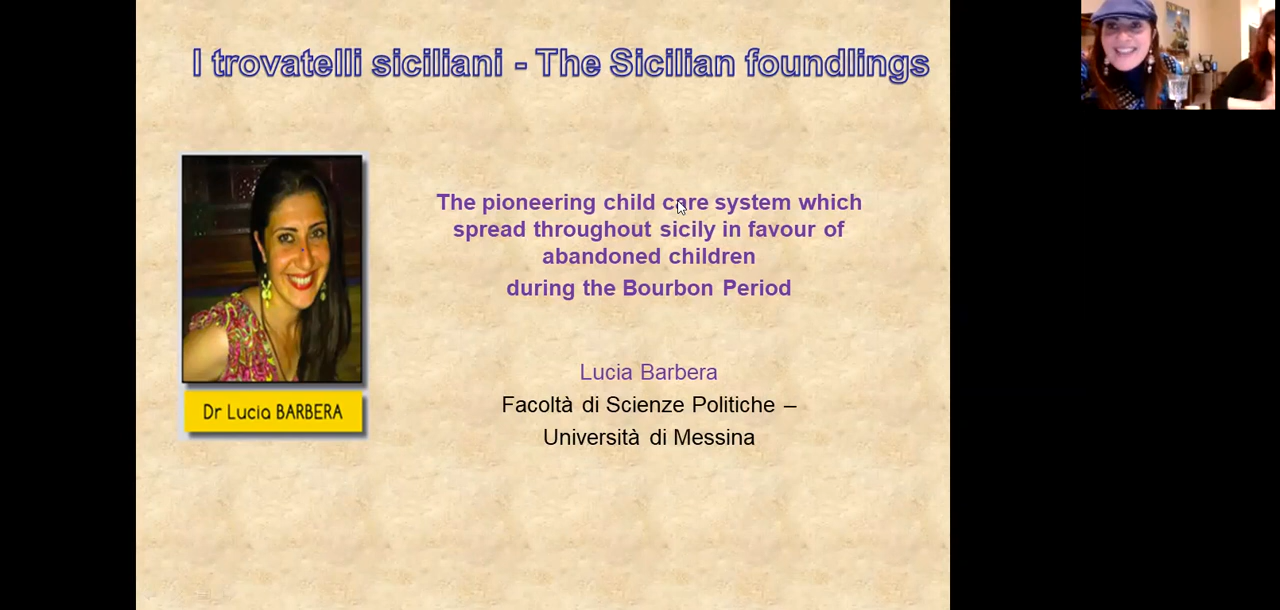 I trovatelli siciliani - The Sicilian foundlings
The pioneering child care system which
spread throughout sicily in favour of
abandoned children
during the Bourbon Period
Lucia Barbera
Facoltà di Scienze Politiche –
Università di Messina
Dr Lucia BARBERA